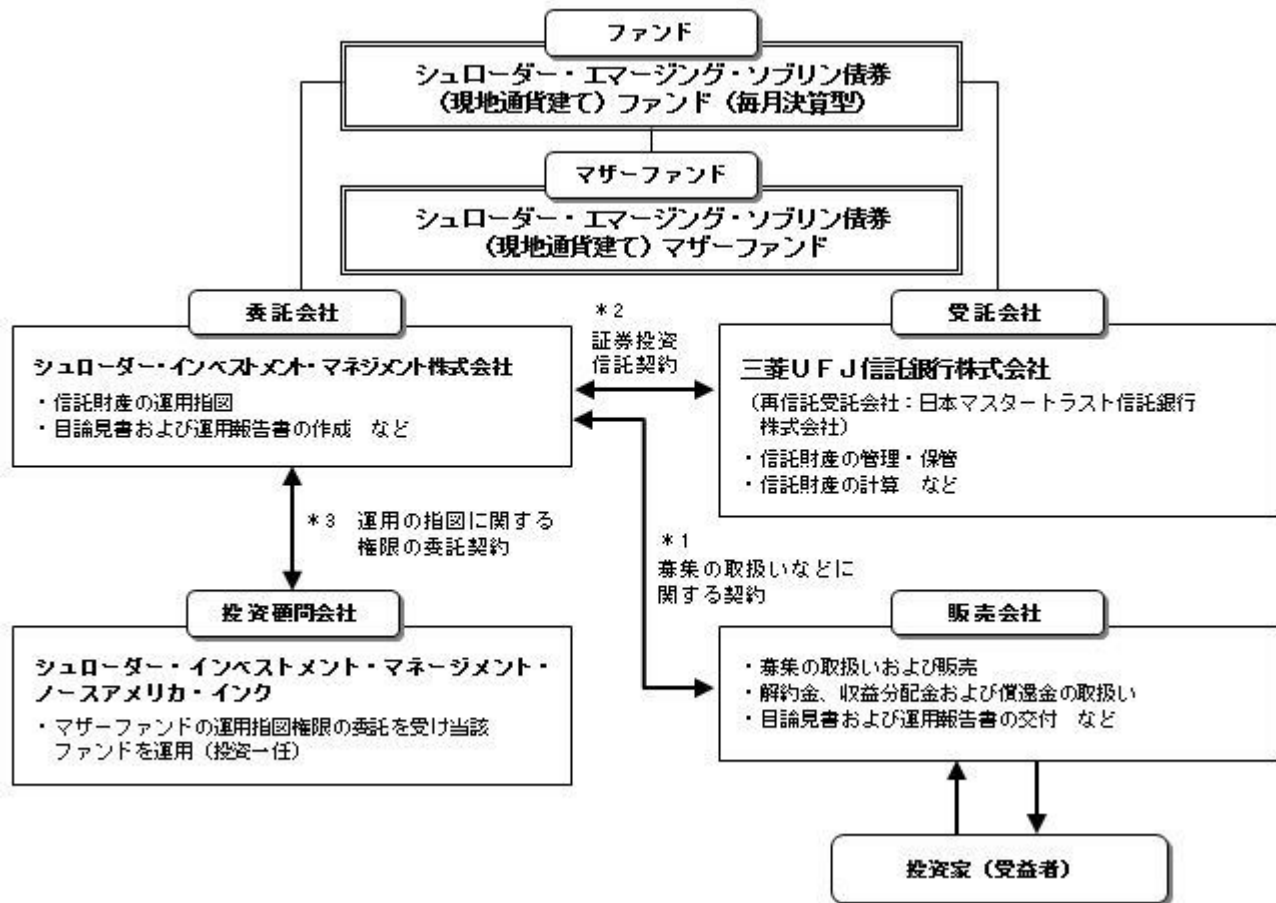 ファンド
シュローダー・エマージング・ソブリン債券
(現地通貨建て)ファンド(毎月決算型)
マザーファンド
シュローダー・エマージング・ソブリン債券
(現地通貨建て)マザーファンド
委託会社
シュローダー・インベストメント・マネジメント株式会社
・信託財産の運用指図
・目論見書および運用報告書の作成 など
*2
証券投資
信託契約
受託会社
三菱UFJ信託銀行株式会社
(再信託受託会社:日本マスタートラスト信託銀行
株式会社)
・信託財産の管理・保管
・信託財産の計算 など
*3 運用の指図に関する
権限の委託契約
*1
募集の取扱いなどに
関する契約
投資顧問会社
シュローダー・インベストメント・マネージメント・
ノースアメリカ・インク
・マザーファンドの運用指図権限の委託を受け当該
ファンドを運用(投資一任)
販売会社
・募集の取扱いおよび販売
・解約金、収益分配金および償還金の取扱い
・目論見書および運用報告書の交付 など
投資家(受益者)